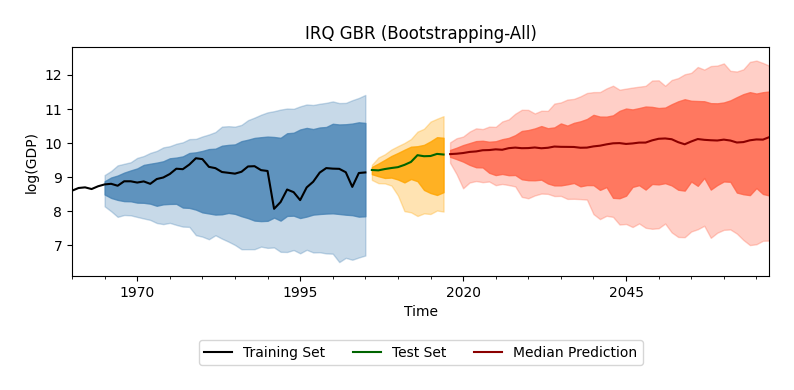 IRQ GBR (Bootstrapping-All)
12
11
10
9
8
7
log(GDP)
1970 1995 2020 2045
Time
Training Set Test Set Median Prediction